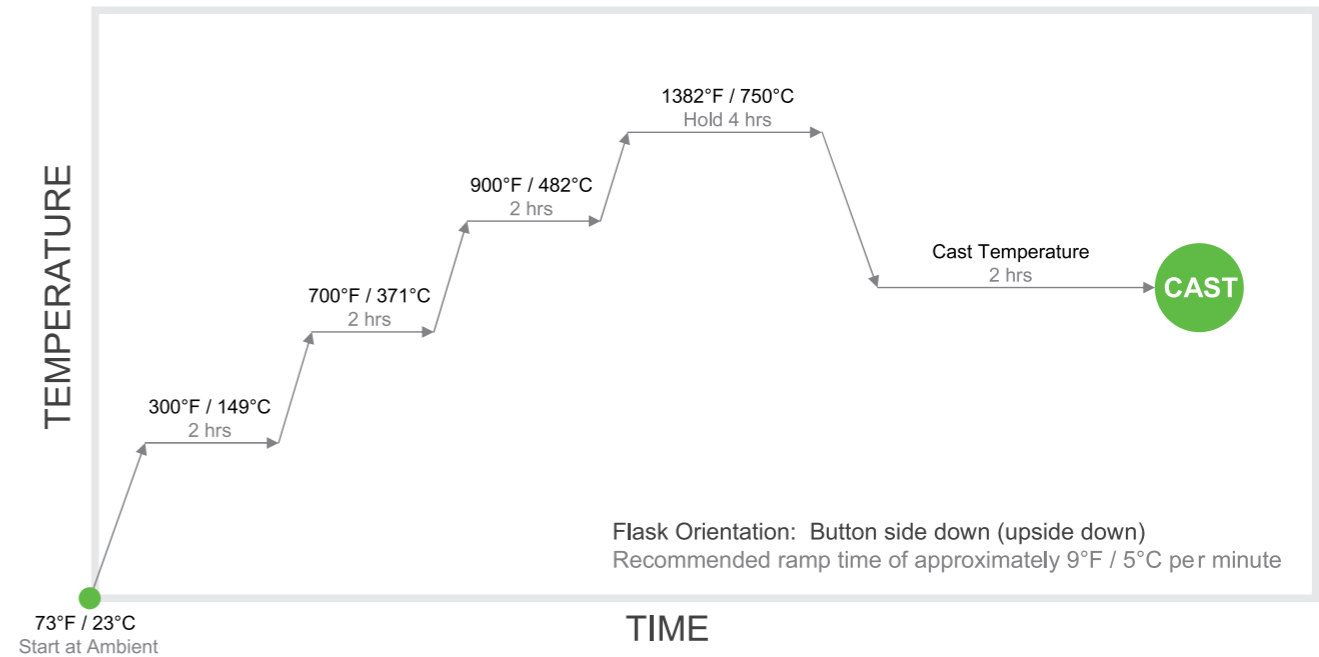 TEMPERATURE
1382°F / 750°C
Hold 4 hrs
900°F / 482°C
2 hrs
Cast Temperature
2 hrs
CAST
700°F / 371°C
2 hrs
300°F / 149°C
2 hrs
Flask Orientation: Button side down (upside down)
Recommended ramp time of approximately 9°F / 5°C per minute
73°F / 23°C
Start at Ambient
TIME